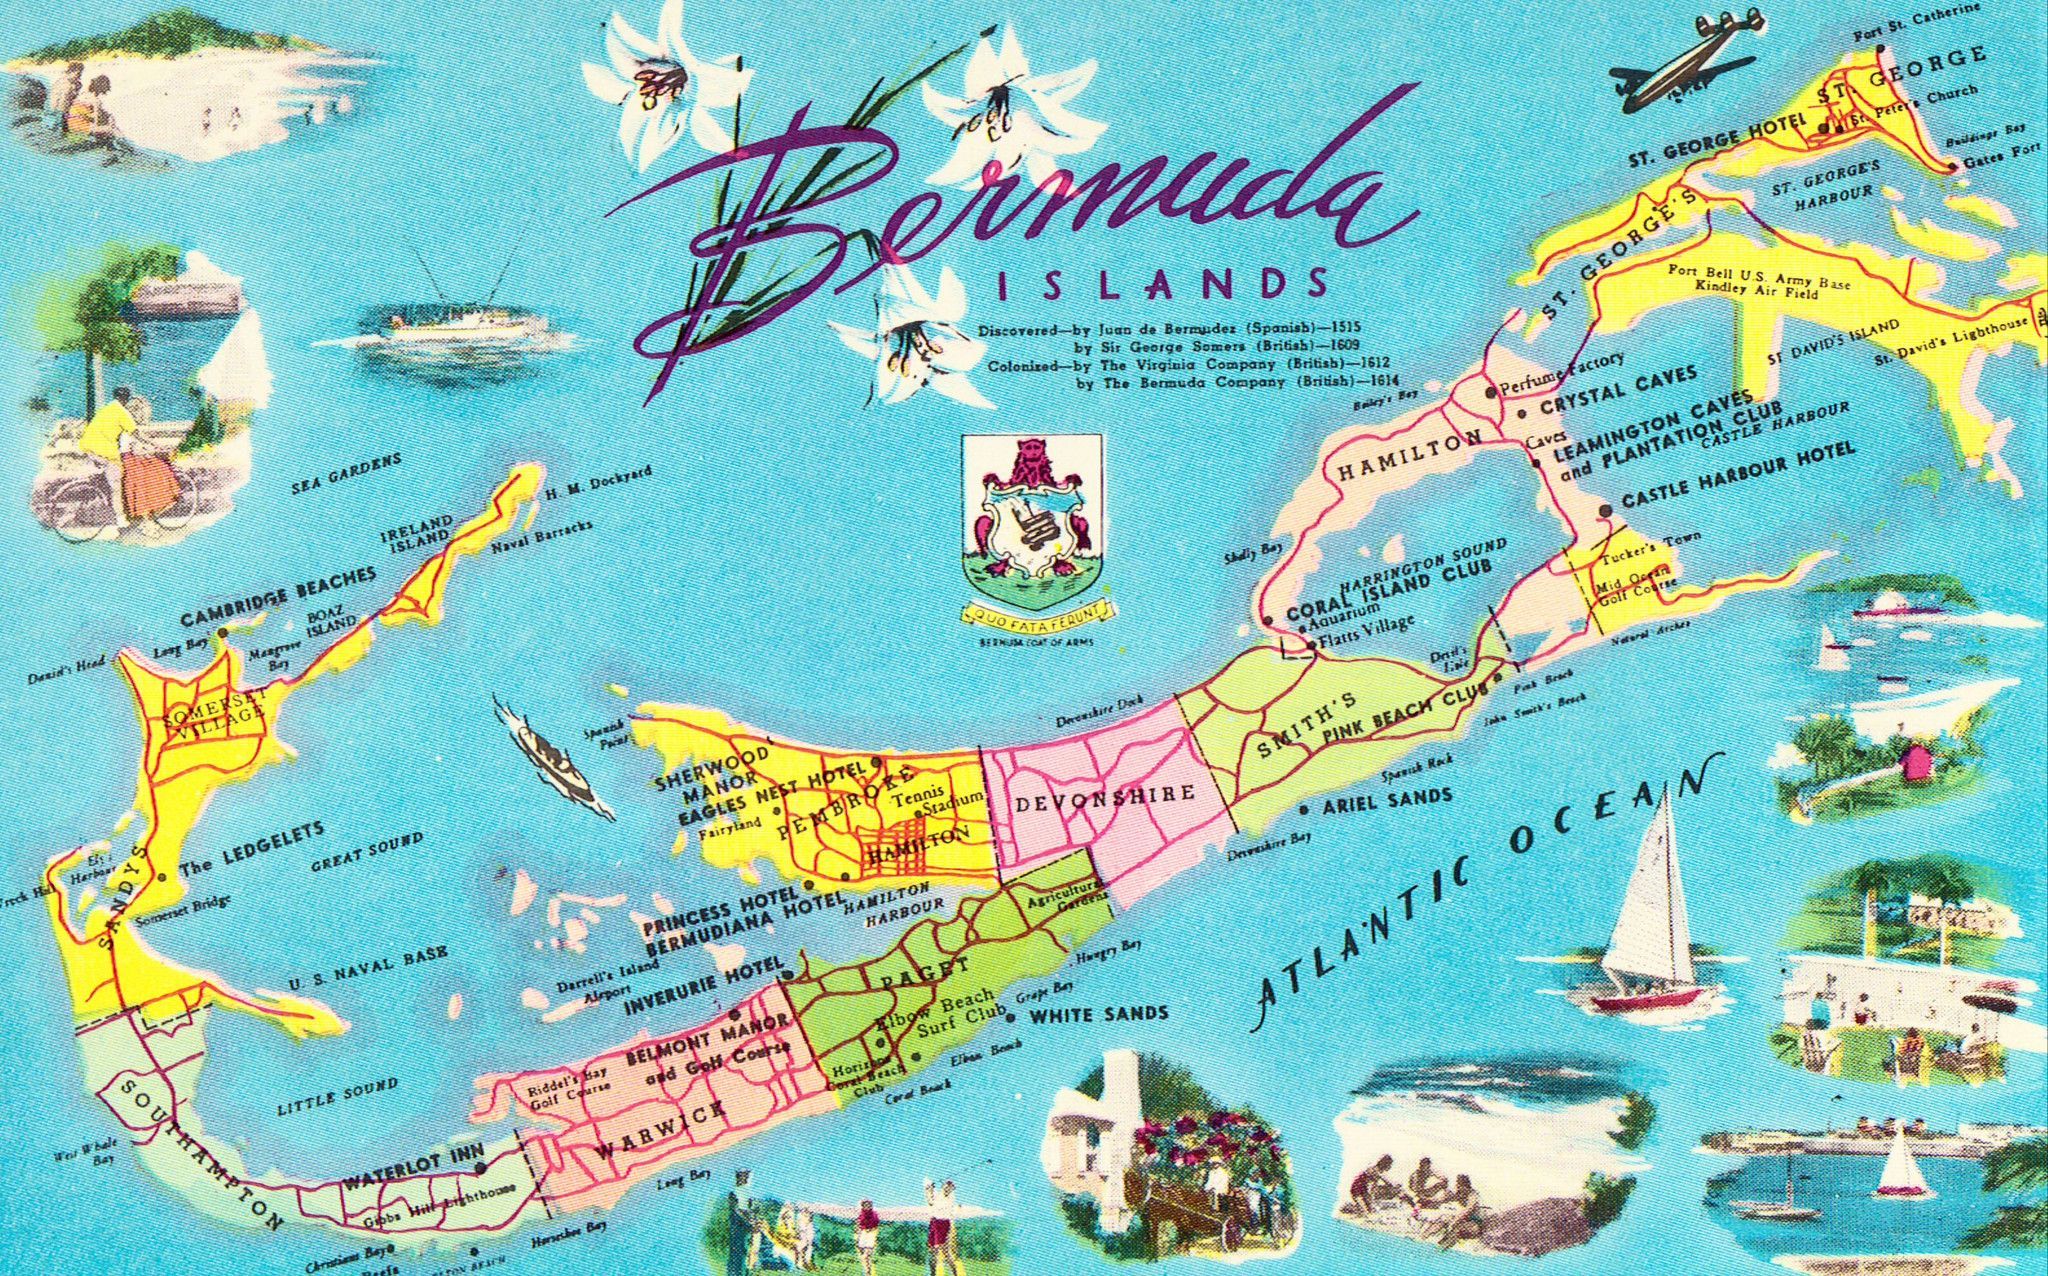 Bermuda
ISLANDS
Discovered—by Juan de Bermudez (Spanish)—1515
by Sir George Somers (British)—1609
Colonized—by The Virginia Company (British)—1612
by The Bermuda Company (British)—1614
QUO FATA FERUNT
BERMUDA COAT OF ARMS
Fort St. Catherine
ST. GEORGE
St. Peter's Church
ST. GEORGE HOTEL
Buildings Bay
Gates Fort
ST. GEORGE'S
HARBOUR
ST. GEORGE'S
Fort Bell U.S. Army Base
Kindley Air Field
ST DAVID'S ISLAND
St. David's Lighthouse
Perfume Factory
CRYSTAL CAVES
Bailey's Bay
Caves
LEAMINGTON CAVES
and PLANTATION CLUB
CASTLE HARBOUR
CASTLE HARBOUR HOTEL
HAMILTON
Shelly Bay
HARRINGTON SOUND
CORAL ISLAND CLUB
Aquarium
Flatts Village
Tucker's Town
Mid Ocean
Golf Course
Natural Arches
Devil's
Pink Beach
John Smith's Beach
SMITH'S
PINK BEACH CLUB
Spanish Rock
ARIEL SANDS
Devonshire Bay
Devonshire Dock
DEVONSHIRE
ATLANTIC OCEAN
SEA GARDENS
H. M. Dockyard
IRELAND
ISLAND
Naval Barracks
CAMBRIDGE BEACHES
BOAZ
ISLAND
Long Bay
Mangrove
Bay
Daniel's Head
SOMERSET
VILLAGE
The LEDGELETS
GREAT SOUND
Ely's
Harbour
Wreck Hill
SANDYS
Somerset Bridge
U. S. NAVAL BASE
Spanish
Point
SHERWOOD
MANOR
EAGLES NEST HOTEL
Fairyland
PEMBROKE
Tennis
Stadium
HAMILTON
PRINCESS HOTEL
BERMUDIANA HOTEL
HAMILTON
HARBOUR
Darrell's Island
Airport
INVERURIE HOTEL
Agricultural
Gardens
PAGET
Hungry Bay
Grape Bay
Elbow Beach
Surf Club
WHITE SANDS
Elbow Beach
BELMONT MANOR
and Golf Course
Horizons
Coral Beach
Club
Coral Beach
Riddel's Bay
Golf Course
WARWICK
LITTLE SOUND
Long Bay
SOUTHAMPTON
West Whale
Bay
WATERLOT INN
Gibbs Hill Lighthouse
Horseshoe Bay
Christians Bay
Reefs
BEACH